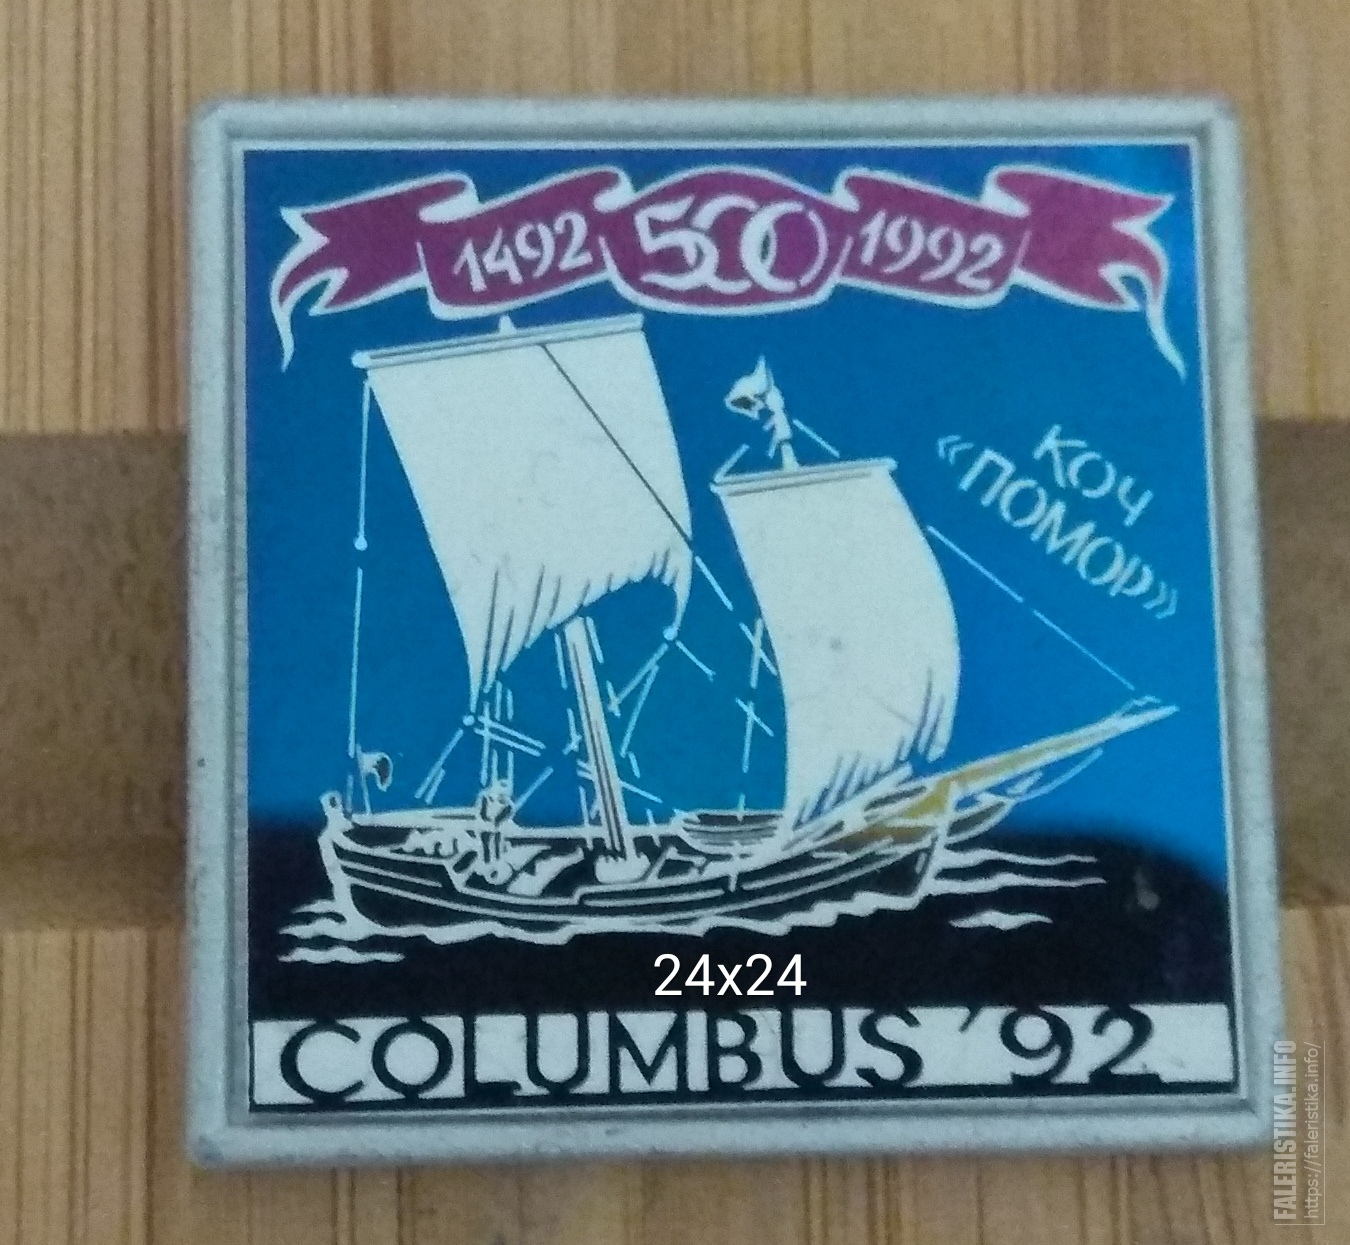 1492 500 1992
КОЧ
«ПОМОР»
24x24
COLUMBUS '92
FALERISTIKA.INFO
https://faleristika.info/